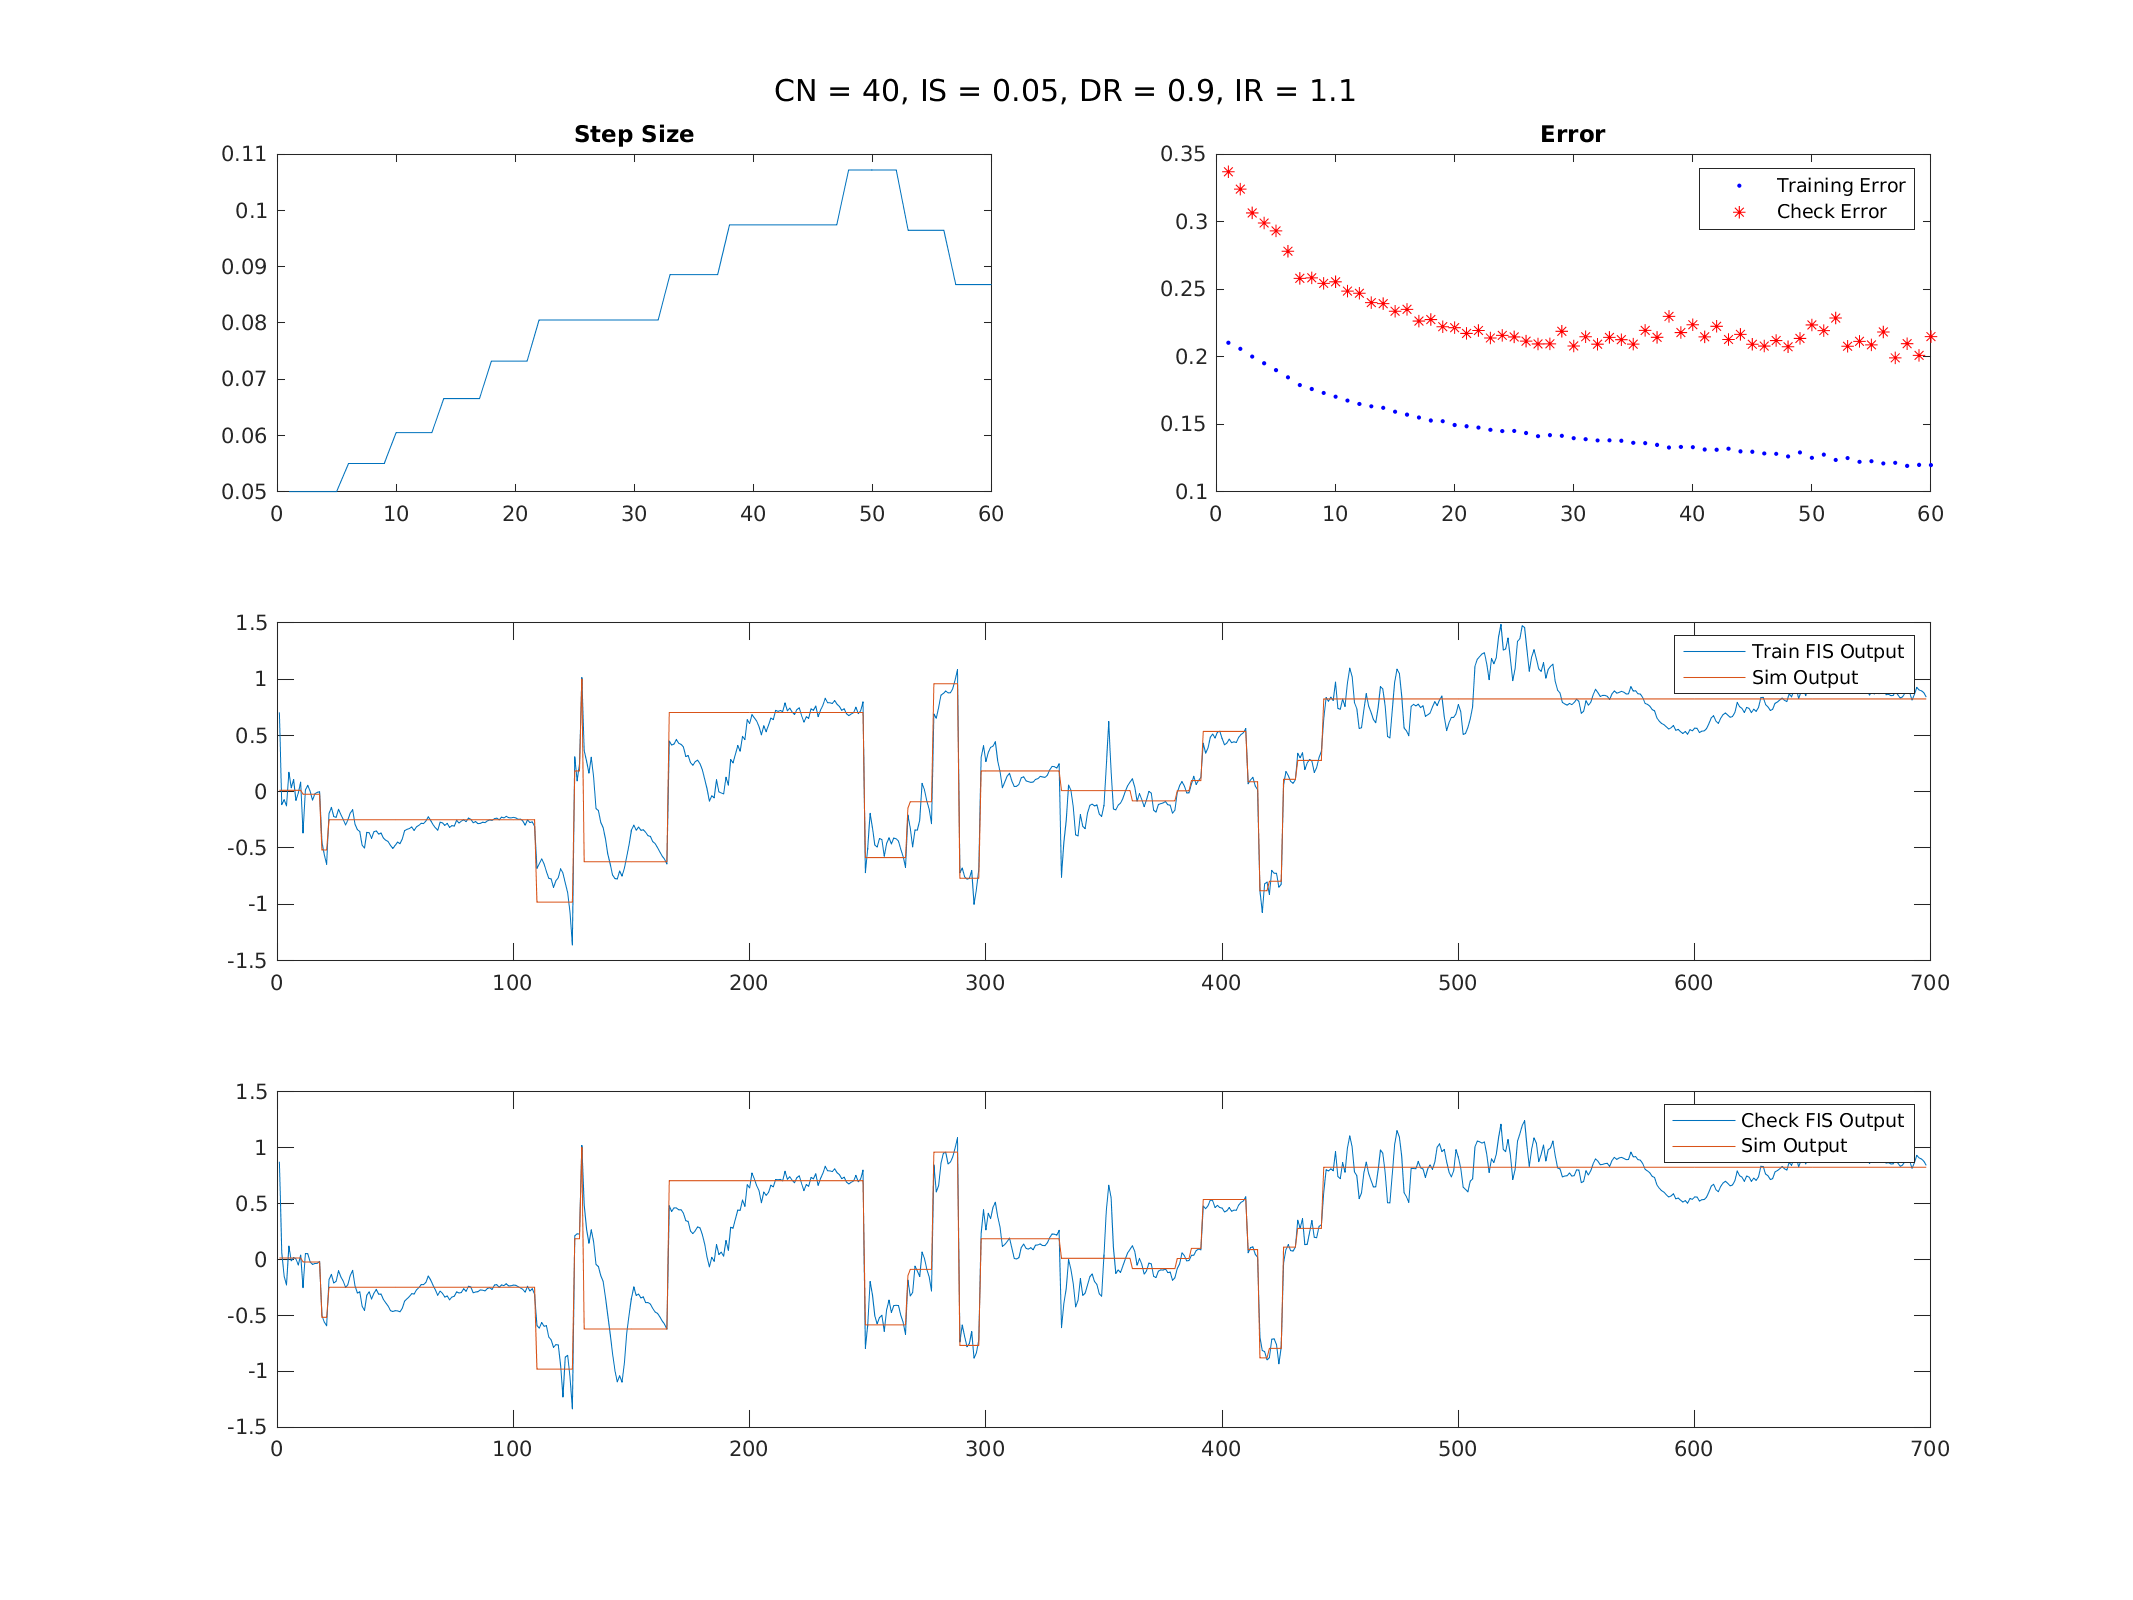 CN = 40, IS = 0.05, DR = 0.9, IR = 1.1
Step Size
0.11
0.1
0.09
0.08
0.07
0.06
0.05
0 10 20 30 40 50 60
Error
0.35
0.3
0.25
0.2
0.15
0.1
0 10 20 30 40 50 60
Training Error
Check Error
1.5
1
0.5
0
-0.5
-1
-1.5
0 100 200 300 400 500 600 700
Train FIS Output
Sim Output
1.5
1
0.5
0
-0.5
-1
-1.5
0 100 200 300 400 500 600 700
Check FIS Output
Sim Output